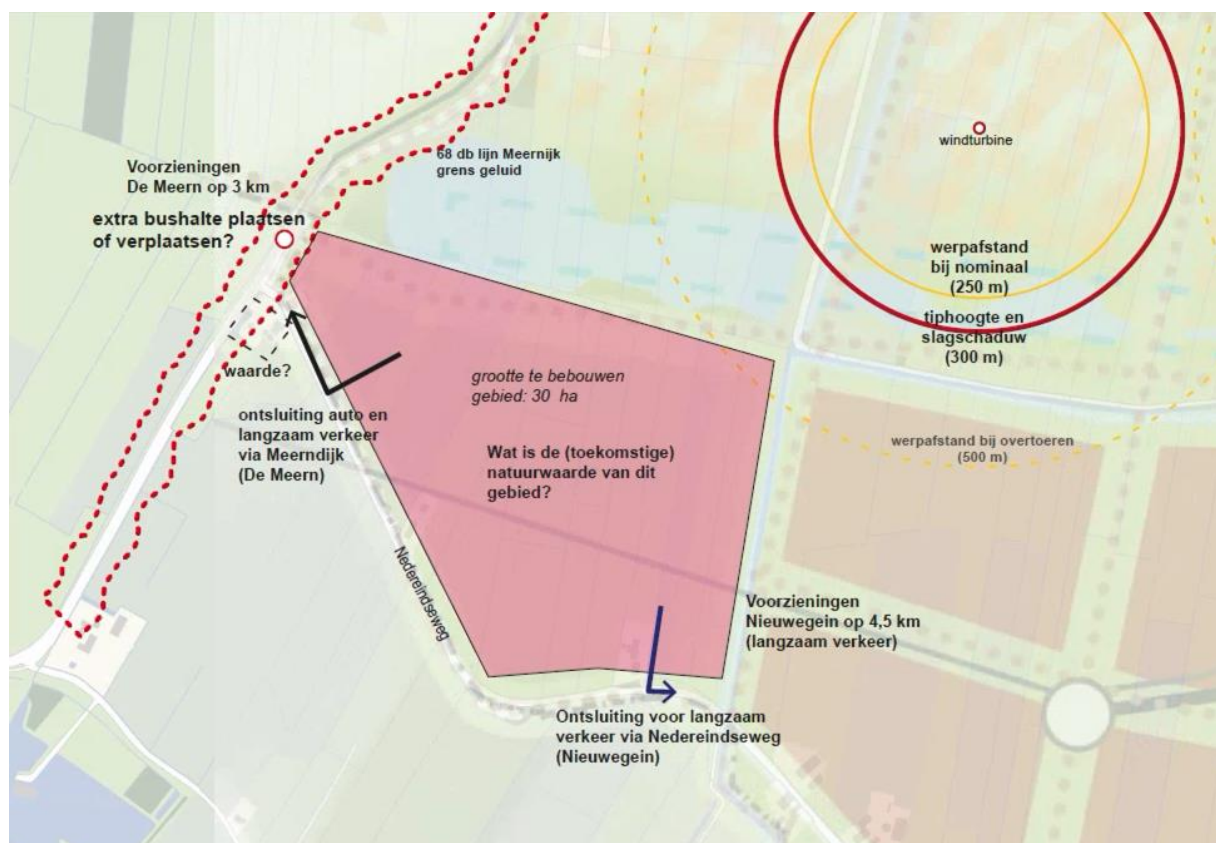 68 db lijn Meernijk
grens geluid
Voorzieningen
De Meern op 3 km
extra bushalte plaatsen
of verplaatsen?
windturbine
werpafstand
bij nominaal
(250 m)
tiphoogte en
slagschaduw
(300 m)
waarde?
grootte te bebouwen
gebied: 30 ha
ontsluiting auto en
langzaam verkeer
via Meerndijk
(De Meern)
Wat is de (toekomstige)
natuurwaarde van dit
gebied?
werpafstand bij overtoeren
(500 m)
Nedereindseweg
Voorzieningen
Nieuwegein op 4,5 km
(langzaam verkeer)
Ontsluiting voor langzaam
verkeer via Nedereindseweg
(Nieuwegein)